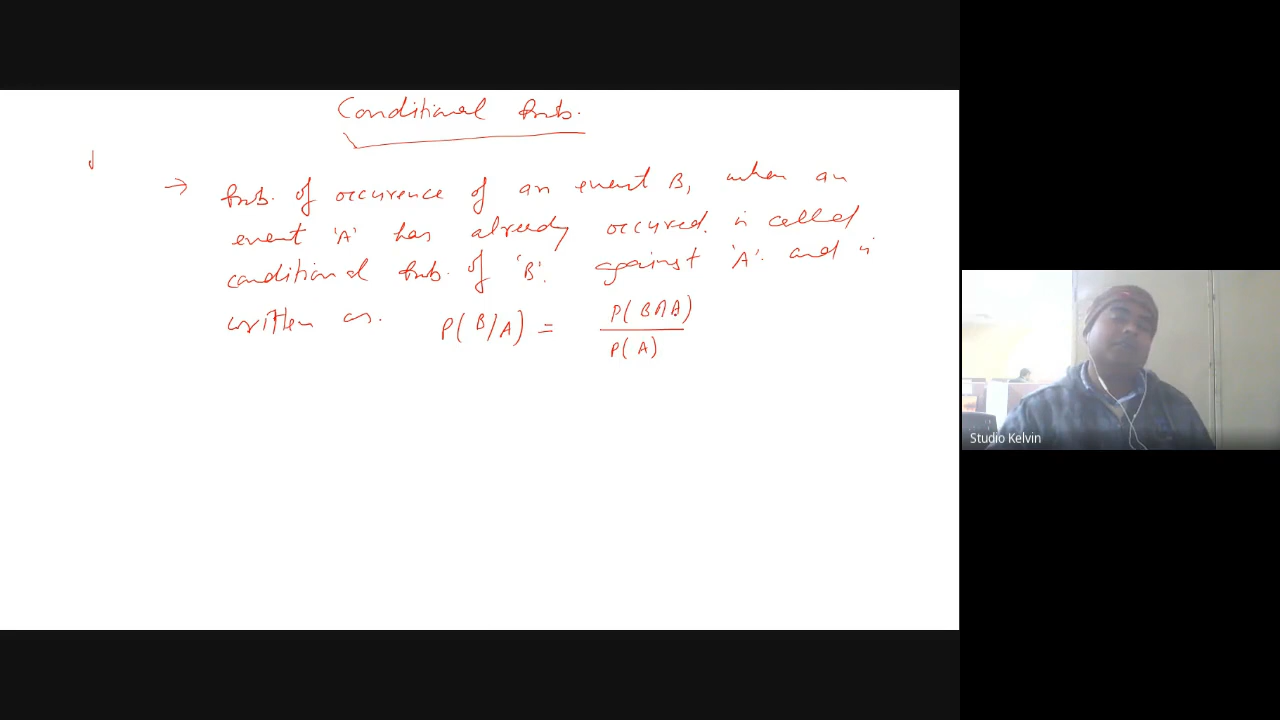 Conditional Prob.
→ Prob. of occurence of an event B, when an
event 'A' has already occured. is called
conditional Prob. of 'B'. against 'A'. and is
written as. P(B/A) = P(B∩A) / P(A)
Studio Kelvin